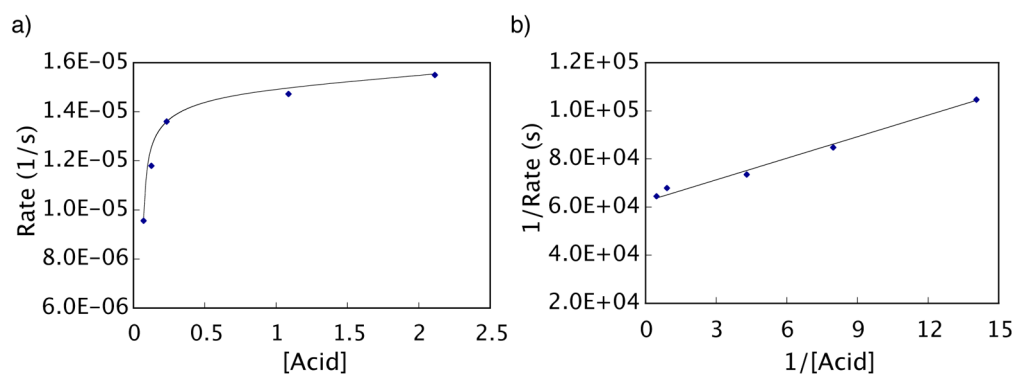 a)
Rate (1/s)
1.6E−05
1.4E−05
1.2E−05
1.0E−05
8.0E−06
6.0E−06
0 0.5 1 1.5 2 2.5
[Acid]
b)
1/Rate (s)
1.2E+05
1.0E+05
8.0E+04
6.0E+04
4.0E+04
2.0E+04
0 3 6 9 12 15
1/[Acid]